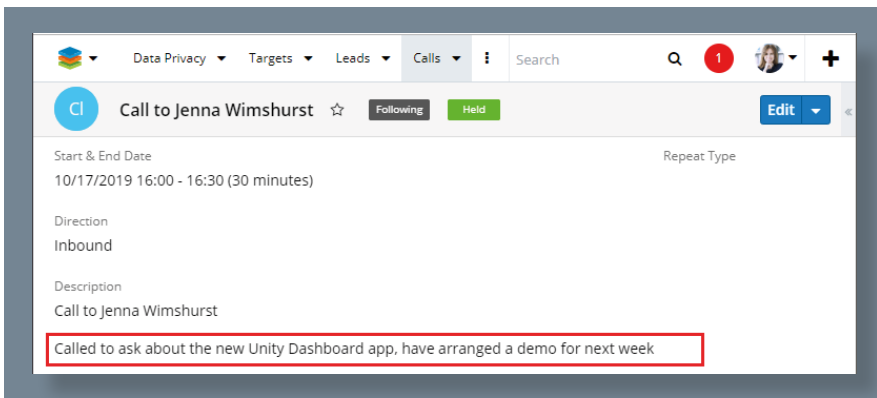 Data Privacy Targets Leads Calls Search 1
Cl Call to Jenna Wimshurst Following Held Edit
Start & End Date Repeat Type
10/17/2019 16:00 - 16:30 (30 minutes)
Direction
Inbound
Description
Call to Jenna Wimshurst
Called to ask about the new Unity Dashboard app, have arranged a demo for next week